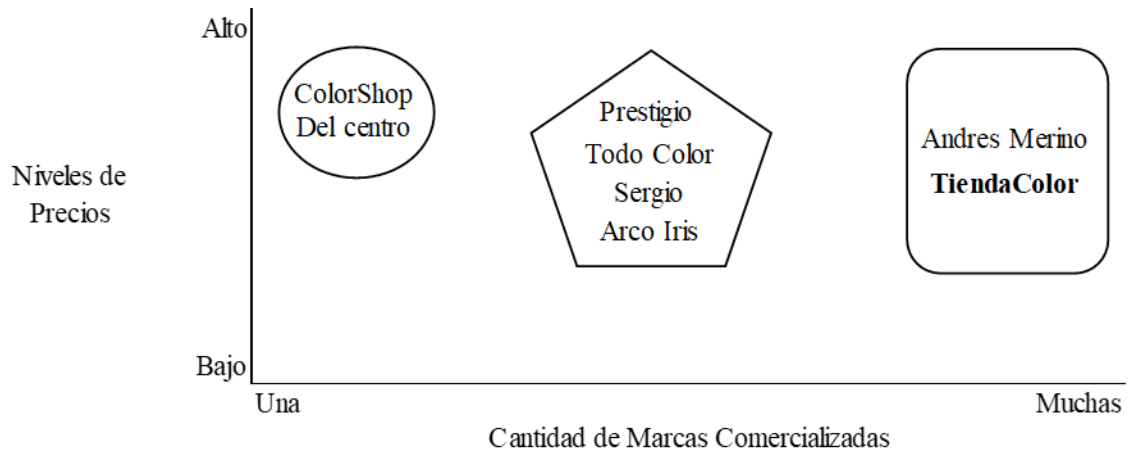 Alto
ColorShop
Del centro
Prestigio
Todo Color
Sergio
Arco Iris
Andres Merino
TiendaColor
Niveles de
Precios
Bajo
Una
Muchas
Cantidad de Marcas Comercializadas